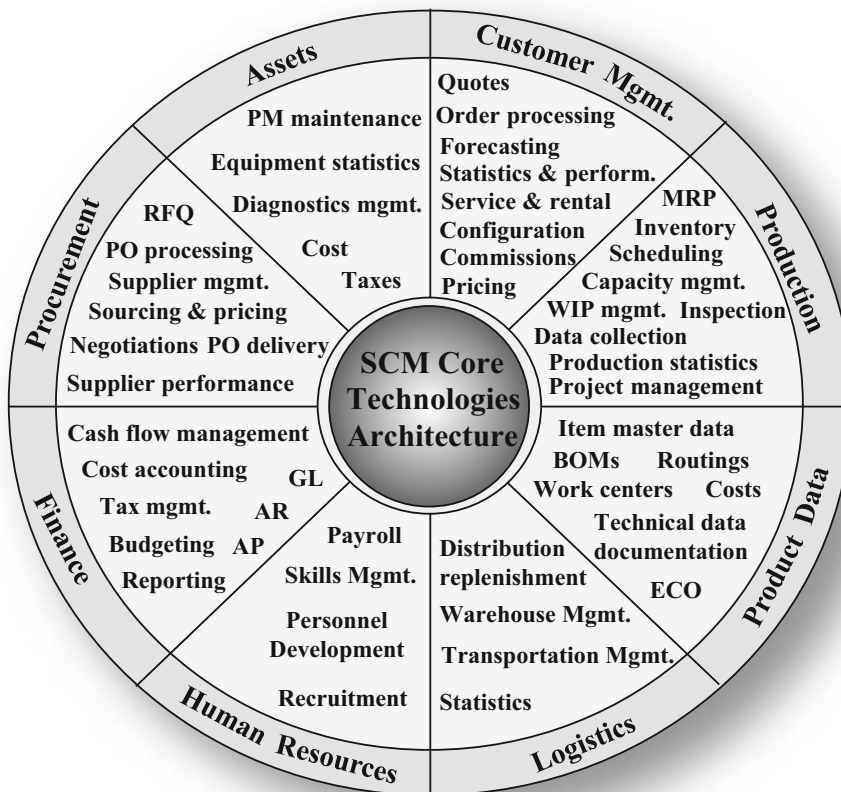 Assets
PM maintenance
Equipment statistics
Diagnostics mgmt.
Cost
Taxes
Customer Mgmt.
Quotes
Order processing
Forecasting
Statistics & perform.
Service & rental
Configuration
Commissions
Pricing
Production
MRP
Inventory
Scheduling
Capacity mgmt.
WIP mgmt. Inspection
Data collection
Production statistics
Project management
Product Data
Item master data
BOMs Routings
Work centers Costs
Technical data
documentation
ECO
Logistics
Distribution
replenishment
Warehouse Mgmt.
Transportation Mgmt.
Statistics
Human Resources
Payroll
Skills Mgmt.
Personnel
Development
Recruitment
Finance
Cash flow management
Cost accounting
GL
Tax mgmt.
AR
Budgeting AP
Reporting
Procurement
RFQ
PO processing
Supplier mgmt.
Sourcing & pricing
Negotiations PO delivery
Supplier performance
SCM Core
Technologies
Architecture